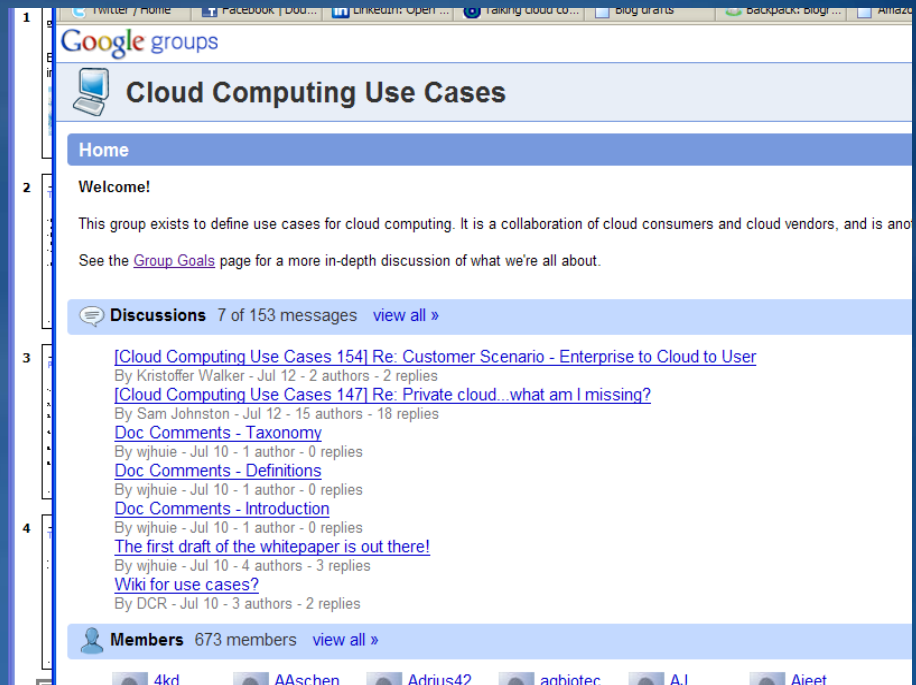 Twitter / Home Facebook | Dou... LinkedIn: Open ... Talking cloud co... Blog drafts Backpack: Blogr... Amazo
1
Google groups
Cloud Computing Use Cases
Home
2
Welcome!
This group exists to define use cases for cloud computing. It is a collaboration of cloud consumers and cloud vendors, and is ano
See the Group Goals page for a more in-depth discussion of what we're all about.
Discussions 7 of 153 messages view all »
3
[Cloud Computing Use Cases 154] Re: Customer Scenario - Enterprise to Cloud to User
By Kristoffer Walker - Jul 12 - 2 authors - 2 replies
[Cloud Computing Use Cases 147] Re: Private cloud...what am I missing?
By Sam Johnston - Jul 12 - 15 authors - 18 replies
Doc Comments - Taxonomy
By wjhuie - Jul 10 - 1 author - 0 replies
Doc Comments - Definitions
By wjhuie - Jul 10 - 1 author - 0 replies
Doc Comments - Introduction
By wjhuie - Jul 10 - 1 author - 0 replies
4
The first draft of the whitepaper is out there!
By wjhuie - Jul 10 - 4 authors - 3 replies
Wiki for use cases?
By DCR - Jul 10 - 3 authors - 2 replies
Members 673 members view all »
4kd AAschen Adrius42 agbiotec AJ Ajeet